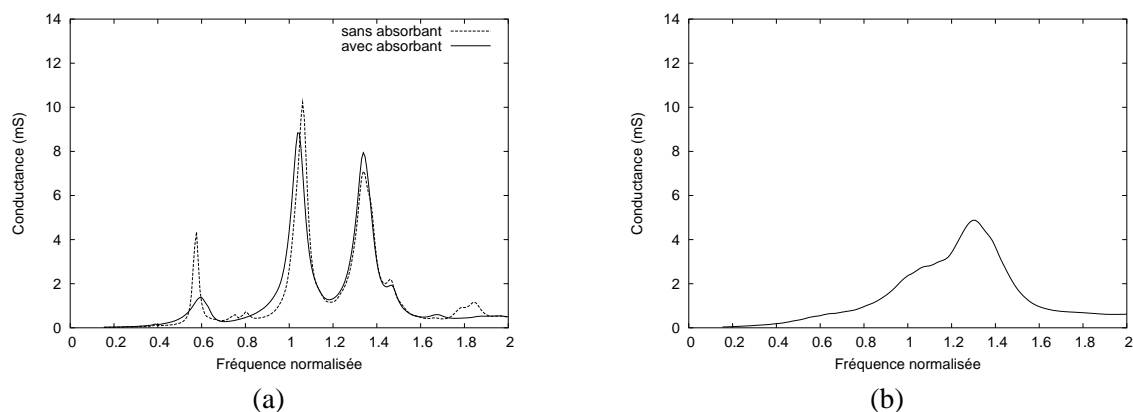 14
12
10
8
6
4
2
0
Conductance (mS)
sans absorbant
avec absorbant
0 0.2 0.4 0.6 0.8 1 1.2 1.4 1.6 1.8 2
Fréquence normalisée
(a)
14
12
10
8
6
4
2
0
Conductance (mS)
0 0.2 0.4 0.6 0.8 1 1.2 1.4 1.6 1.8 2
Fréquence normalisée
(b)